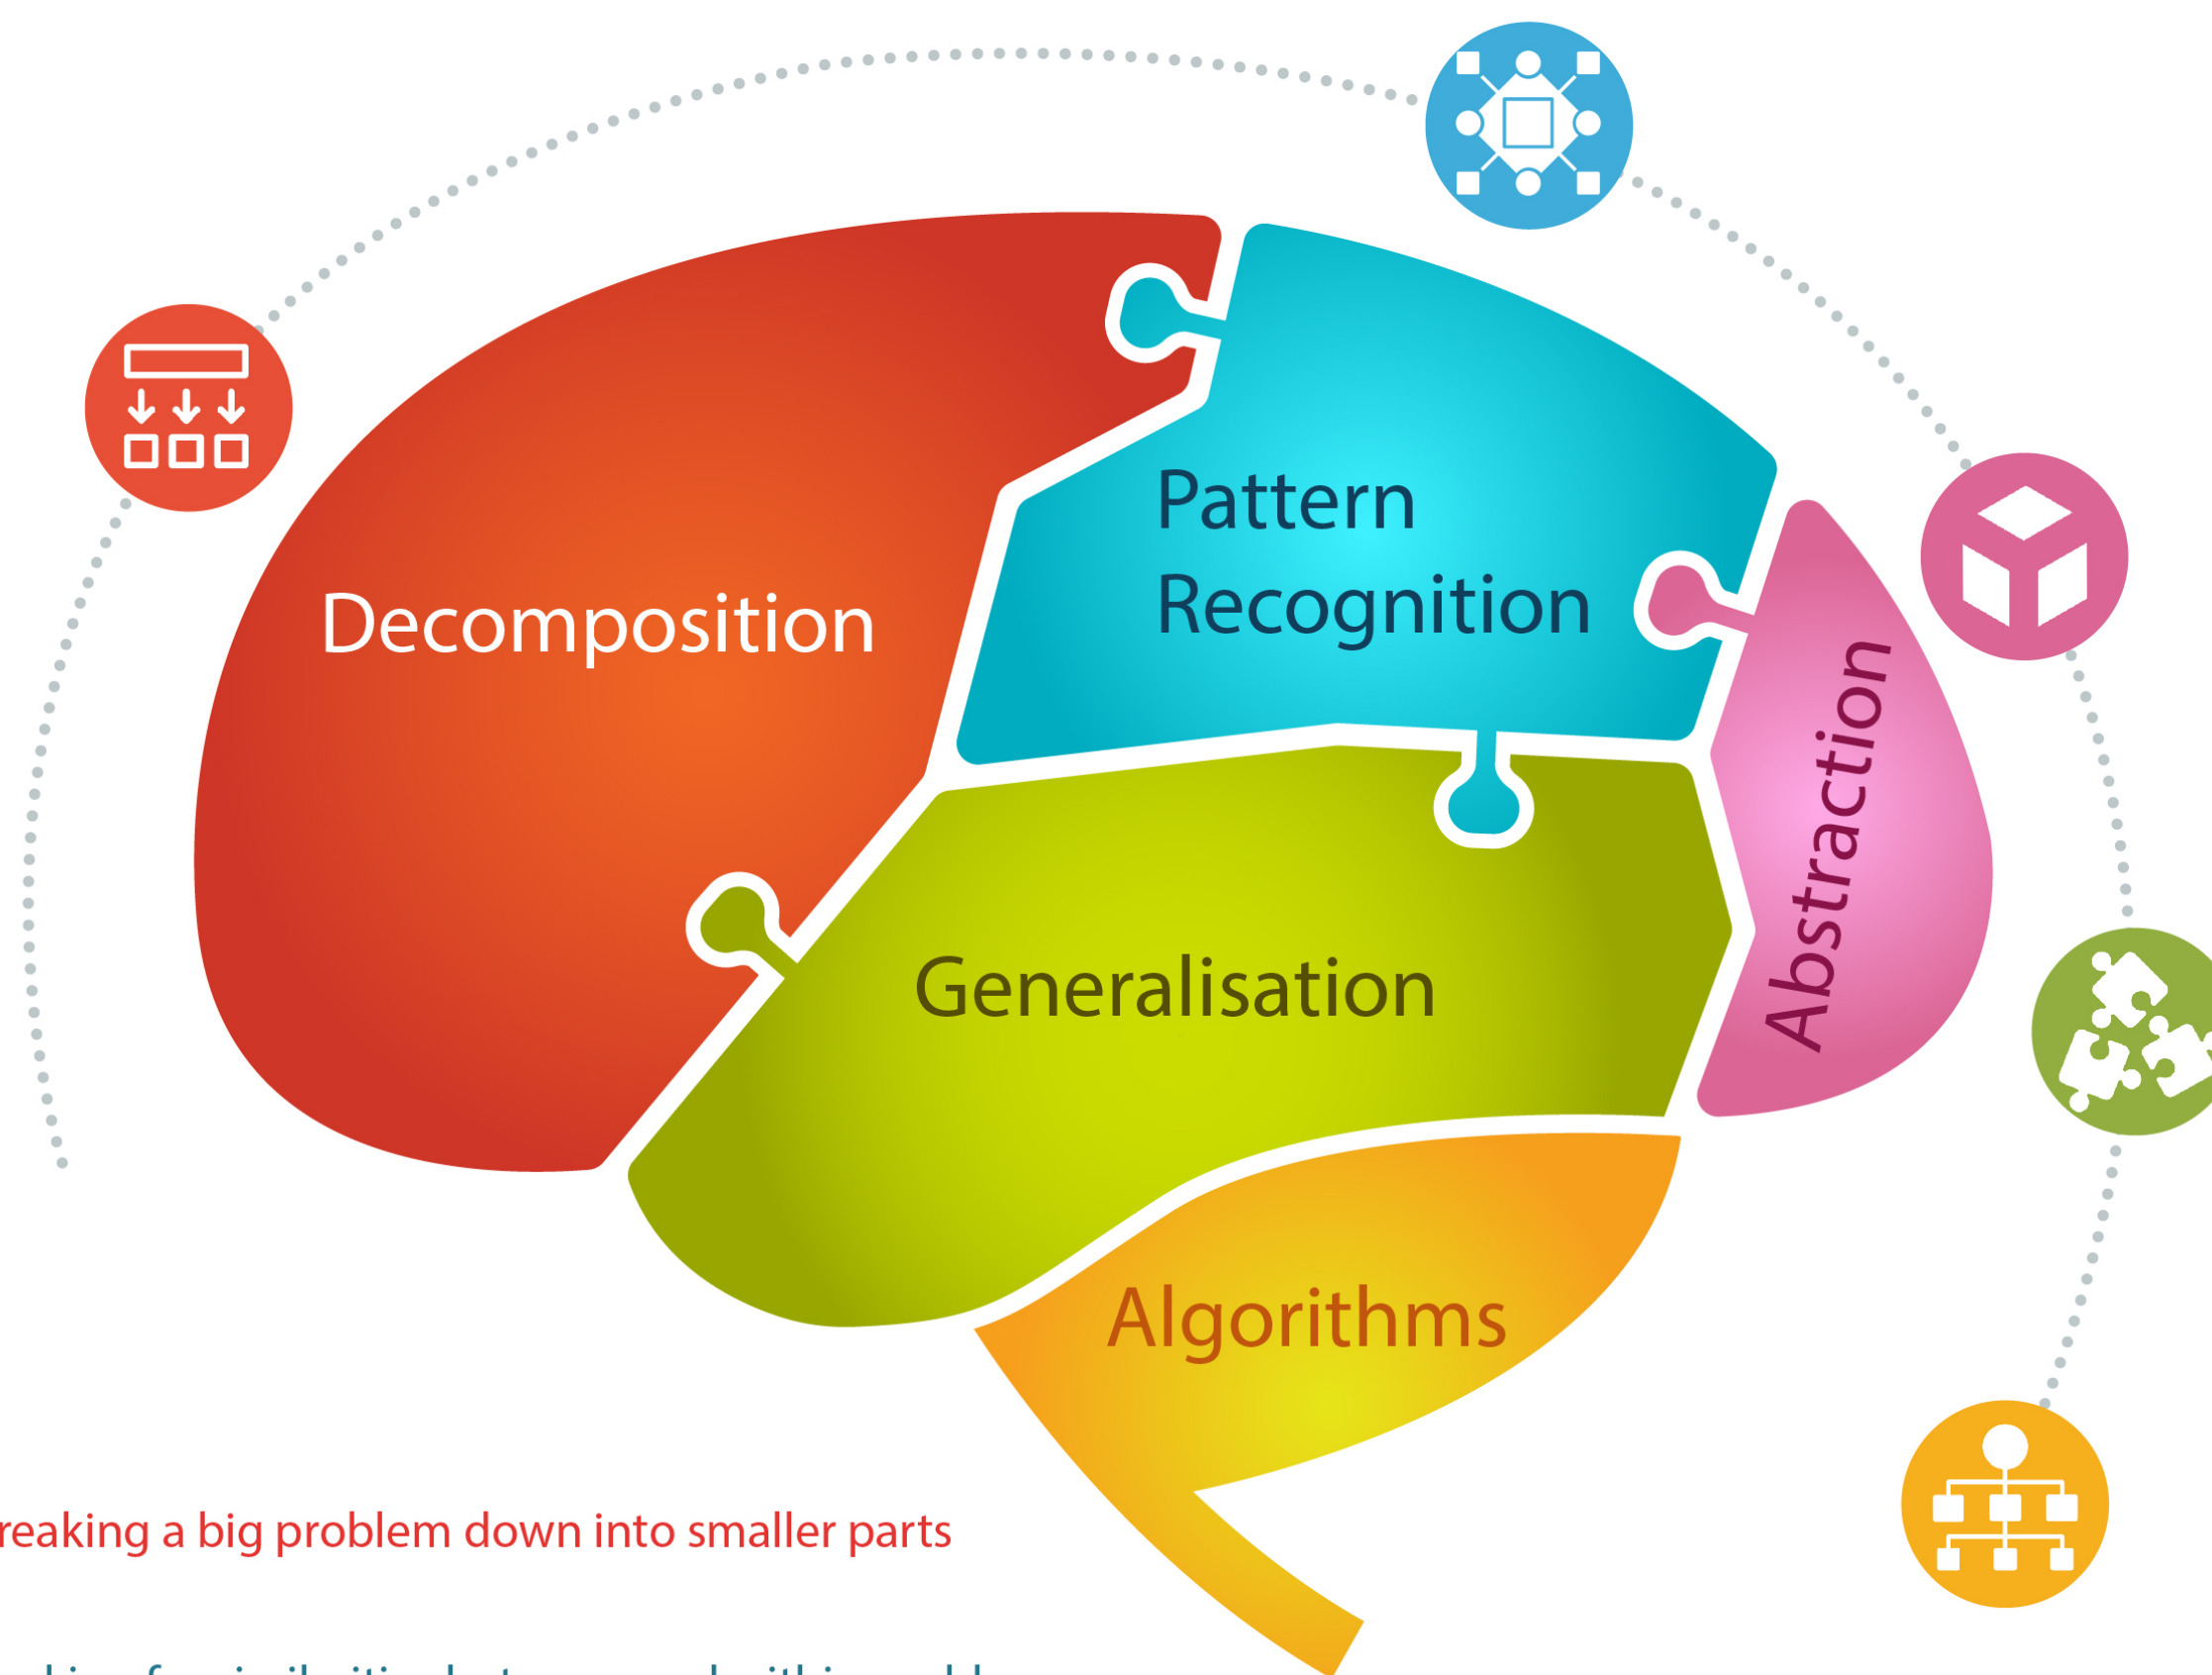 Decomposition
Pattern
Recognition
Abstraction
Generalisation
Algorithms
reaking a big problem down into smaller parts